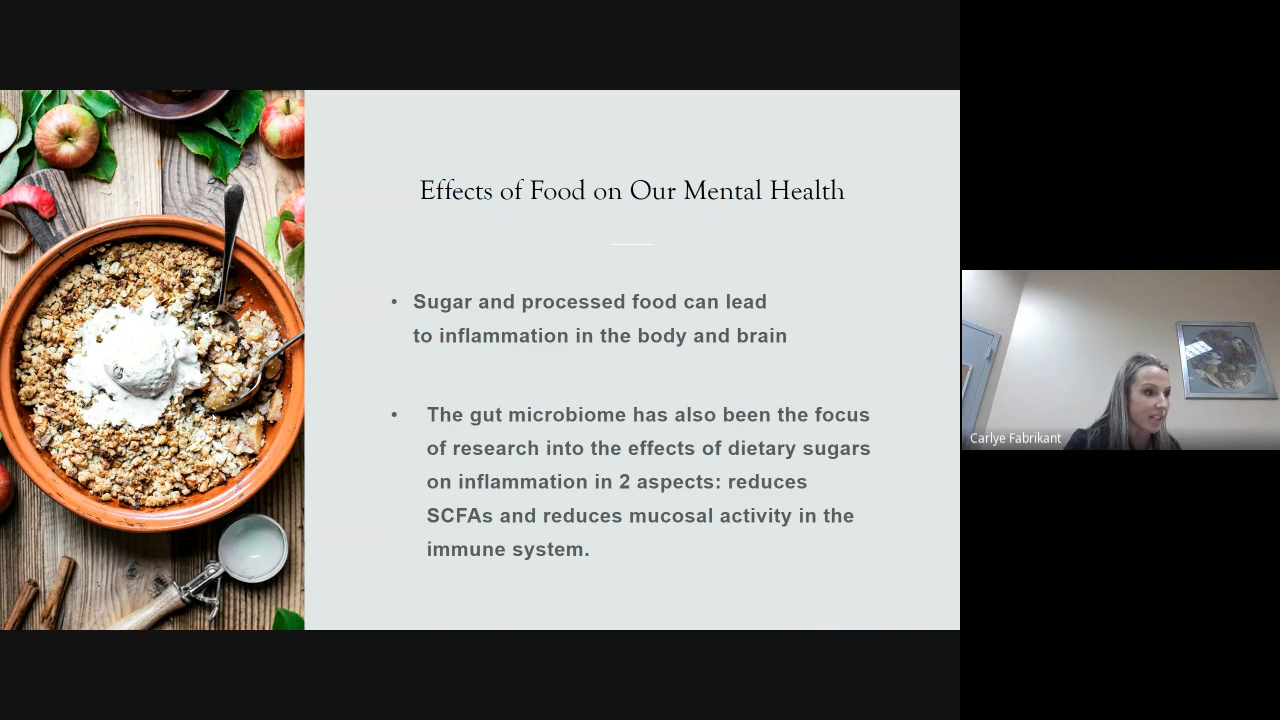 Effects of Food on Our Mental Health
• Sugar and processed food can lead
to inflammation in the body and brain
• The gut microbiome has also been the focus
of research into the effects of dietary sugars
on inflammation in 2 aspects: reduces
SCFAs and reduces mucosal activity in the
immune system.
Carlye Fabrikant